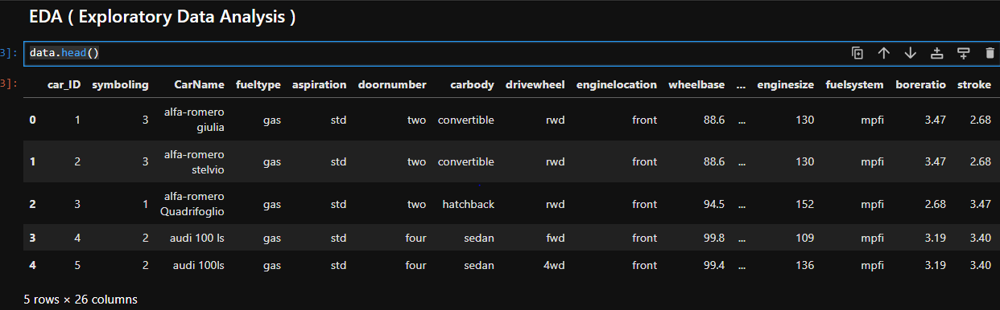 EDA ( Exploratory Data Analysis )
3]: data.head()
3]: car_ID symboling CarName fueltype aspiration doornumber carbody drivewheel enginelocation wheelbase ... enginesize fuelsystem boreratio stroke
0 1 3 alfa-romero giulia gas std two convertible rwd front 88.6 ... 130 mpfi 3.47 2.68
1 2 3 alfa-romero stelvio gas std two convertible rwd front 88.6 ... 130 mpfi 3.47 2.68
2 3 1 alfa-romero Quadrifoglio gas std two hatchback rwd front 94.5 ... 152 mpfi 2.68 3.47
3 4 2 audi 100 ls gas std four sedan fwd front 99.8 ... 109 mpfi 3.19 3.40
4 5 2 audi 100ls gas std four sedan 4wd front 99.4 ... 136 mpfi 3.19 3.40
5 rows × 26 columns